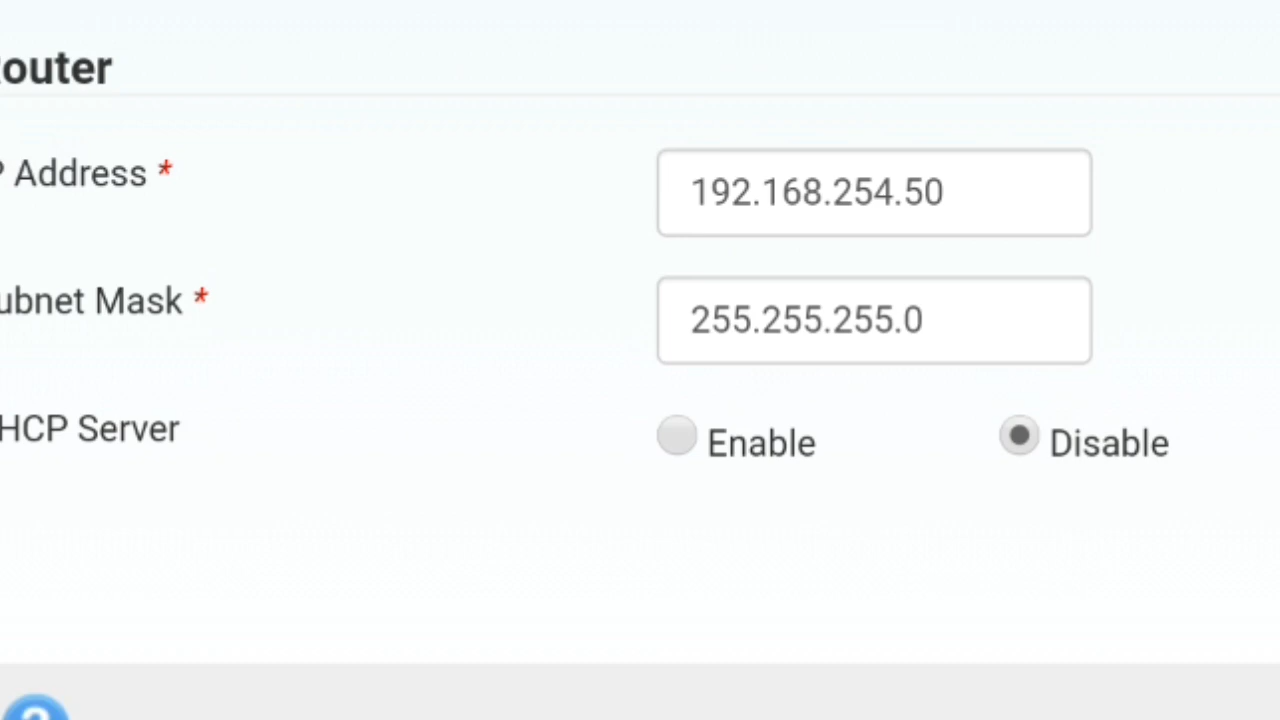 outer
P Address *
192.168.254.50
ubnet Mask *
255.255.255.0
HCP Server
Enable
Disable
?